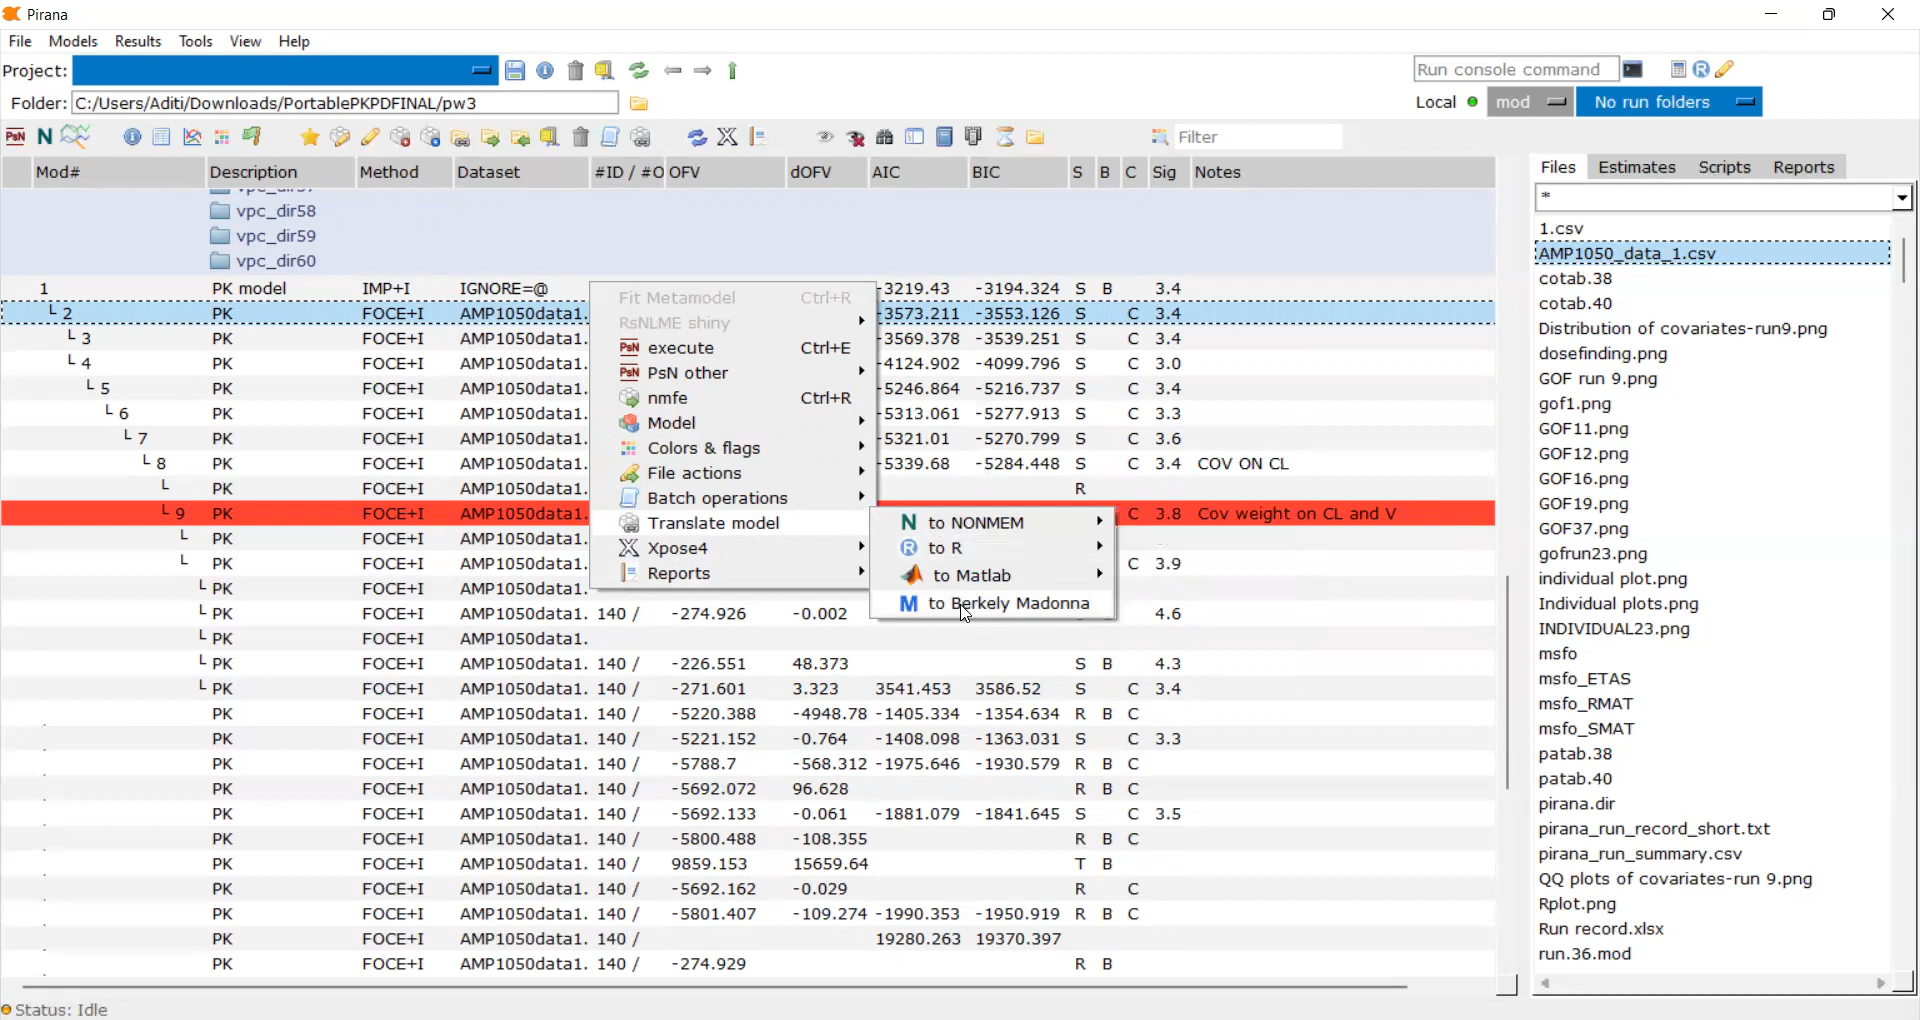 Pirana
File Models Results Tools View Help
Project:
Run console command
Folder: C:/Users/Aditi/Downloads/PortablePKPDFINAL/pw3
Local mod No run folders
PsN N Filter
Mod# Description Method Dataset #ID / #O OFV dOFV AIC BIC S B C Sig Notes
Files Estimates Scripts Reports
*
vpc_dir58
vpc_dir59
vpc_dir60
1 PK model IMP+I IGNORE=@ -3219.43 -3194.324 S B 3.4
2 PK FOCE+I AMP1050data1. -3573.211 -3553.126 S C 3.4
3 PK FOCE+I AMP1050data1. -3569.378 -3539.251 S C 3.4
4 PK FOCE+I AMP1050data1. -4124.902 -4099.796 S C 3.0
5 PK FOCE+I AMP1050data1. -5246.864 -5216.737 S C 3.4
6 PK FOCE+I AMP1050data1. -5313.061 -5277.913 S C 3.3
7 PK FOCE+I AMP1050data1. -5321.01 -5270.799 S C 3.6
8 PK FOCE+I AMP1050data1. -5339.68 -5284.448 S C 3.4 COV ON CL
PK FOCE+I AMP1050data1. R
9 PK FOCE+I AMP1050data1. C 3.8 Cov weight on CL and V
PK FOCE+I AMP1050data1.
PK FOCE+I AMP1050data1. C 3.9
PK FOCE+I AMP1050data1.
PK FOCE+I AMP1050data1. 140 / -274.926 -0.002 4.6
PK FOCE+I AMP1050data1.
PK FOCE+I AMP1050data1. 140 / -226.551 48.373 S B 4.3
PK FOCE+I AMP1050data1. 140 / -271.601 3.323 3541.453 3586.52 S C 3.4
PK FOCE+I AMP1050data1. 140 / -5220.388 -4948.78 -1405.334 -1354.634 R B C
PK FOCE+I AMP1050data1. 140 / -5221.152 -0.764 -1408.098 -1363.031 S C 3.3
PK FOCE+I AMP1050data1. 140 / -5788.7 -568.312 -1975.646 -1930.579 R B C
PK FOCE+I AMP1050data1. 140 / -5692.072 96.628 R B C
PK FOCE+I AMP1050data1. 140 / -5692.133 -0.061 -1881.079 -1841.645 S C 3.5
PK FOCE+I AMP1050data1. 140 / -5800.488 -108.355 R B C
PK FOCE+I AMP1050data1. 140 / 9859.153 15659.64 T B
PK FOCE+I AMP1050data1. 140 / -5692.162 -0.029 R C
PK FOCE+I AMP1050data1. 140 / -5801.407 -109.274 -1990.353 -1950.919 R B C
PK FOCE+I AMP1050data1. 140 / 19280.263 19370.397
PK FOCE+I AMP1050data1. 140 / -274.929 R B
Fit Metamodel Ctrl+R
RsNLME shiny
PsN execute Ctrl+E
PsN PsN other
nmfe Ctrl+R
Model
Colors & flags
File actions
Batch operations
Translate model
Xpose4
Reports
N to NONMEM
R to R
to Matlab
M to Berkely Madonna
1.csv
AMP1050_data_1.csv
cotab.38
cotab.40
Distribution of covariates-run9.png
dosefinding.png
GOF run 9.png
gof1.png
GOF11.png
GOF12.png
GOF16.png
GOF19.png
GOF37.png
gofrun23.png
individual plot.png
Individual plots.png
INDIVIDUAL23.png
msfo
msfo_ETAS
msfo_RMAT
msfo_SMAT
patab.38
patab.40
pirana.dir
pirana_run_record_short.txt
pirana_run_summary.csv
QQ plots of covariates-run 9.png
Rplot.png
Run record.xlsx
run.36.mod
Status: Idle